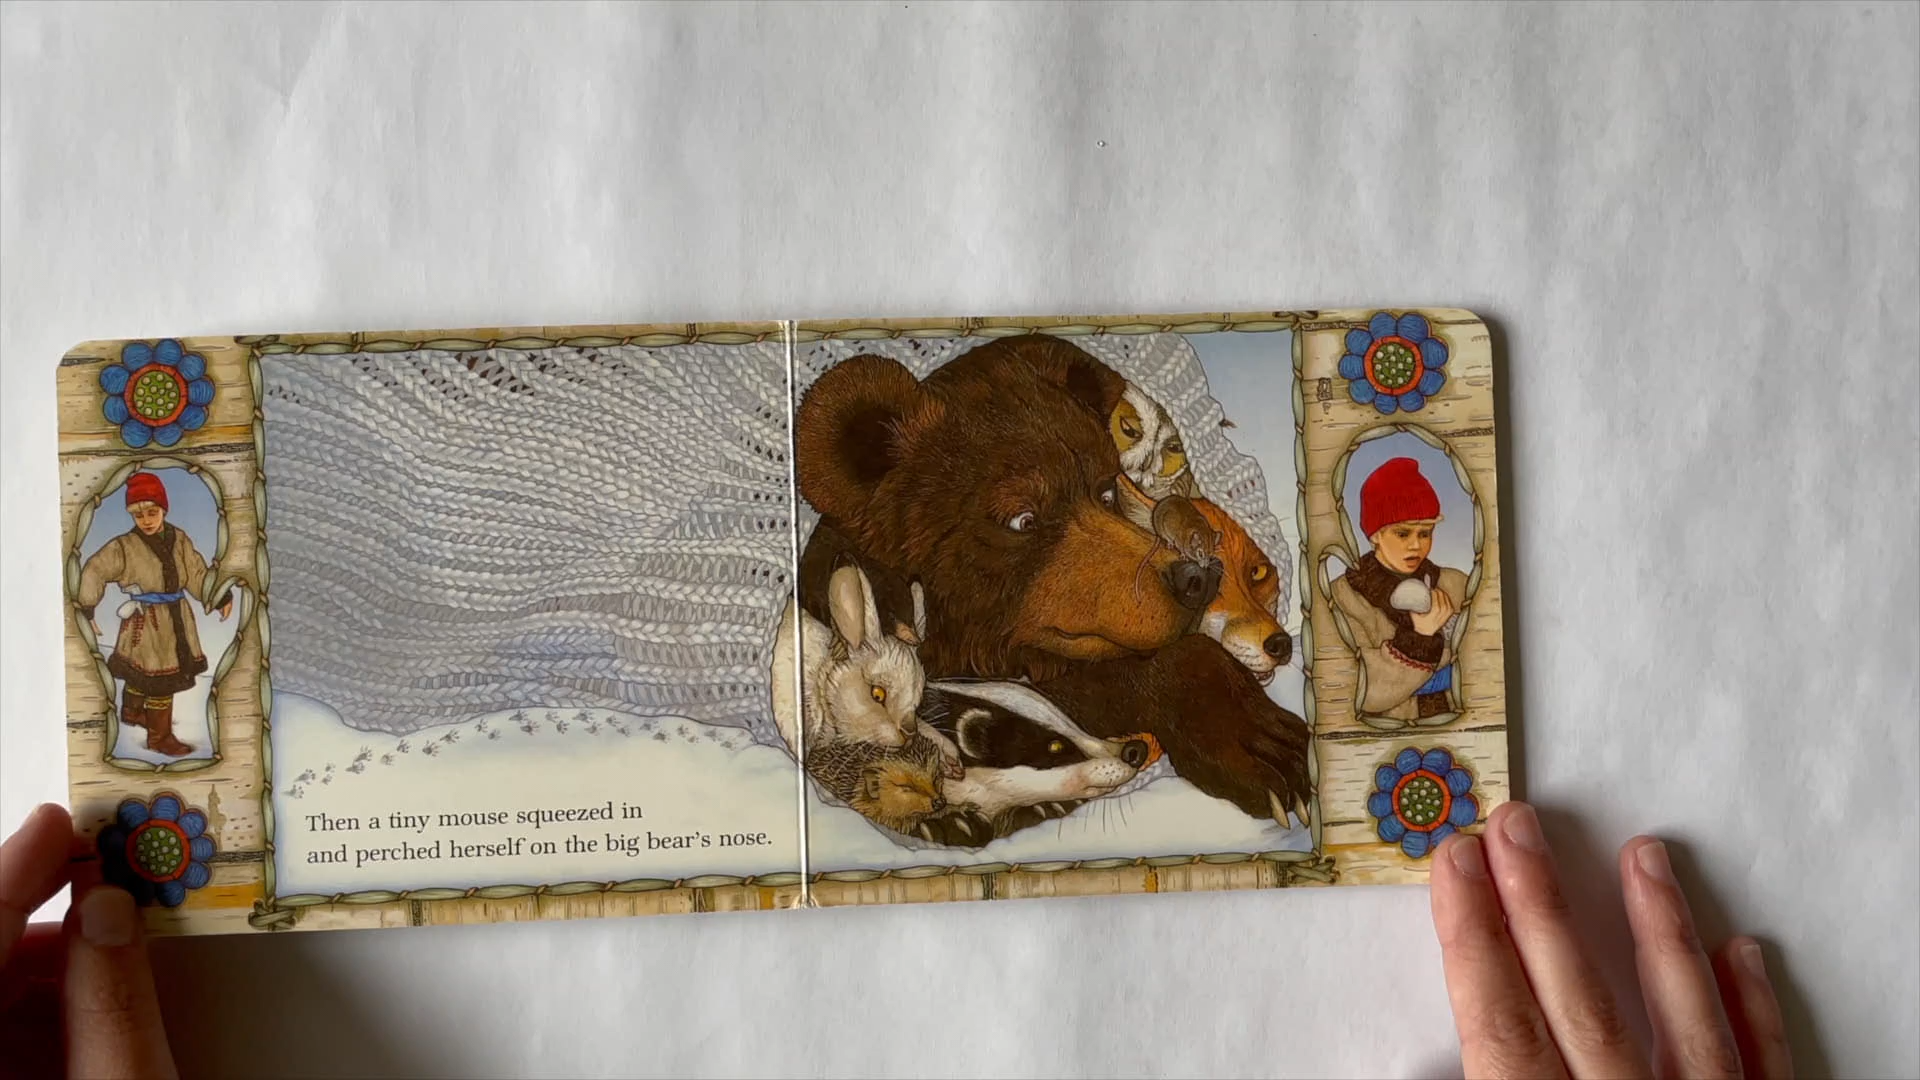 Then a tiny mouse squeezed in
and perched herself on the big bear's nose.